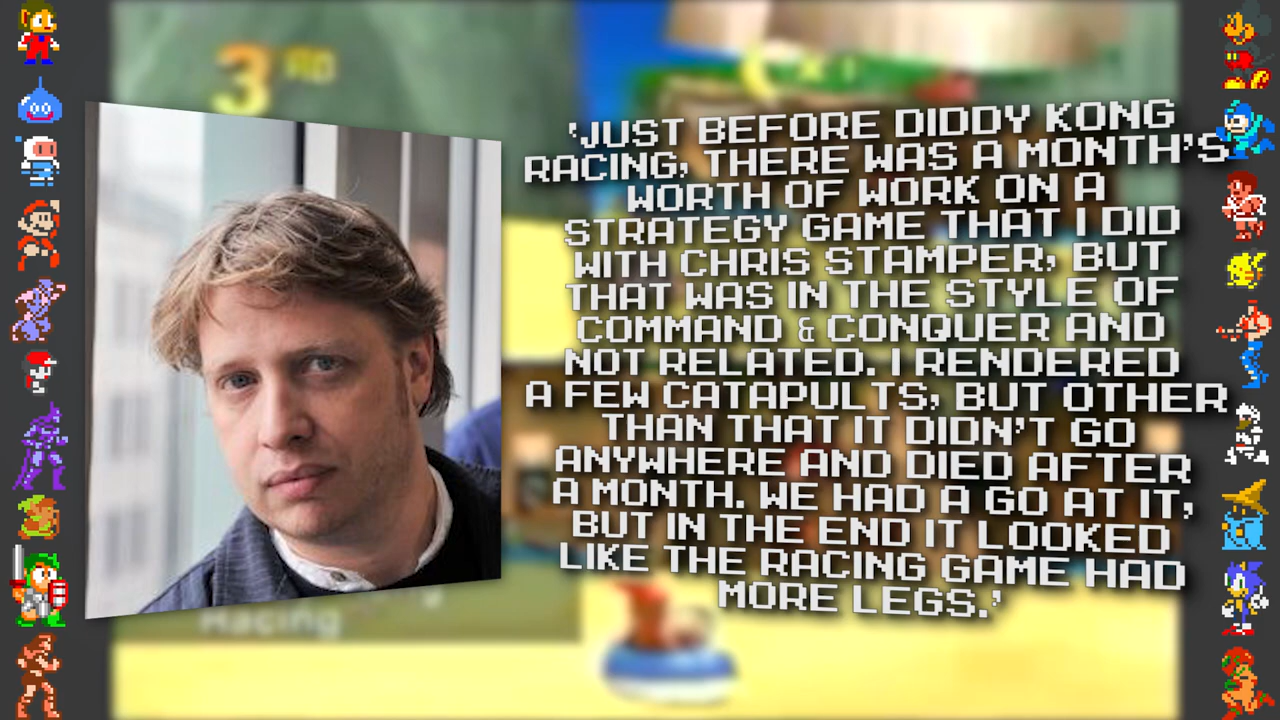 3RD
'JUST BEFORE DIDDY KONG
RACING, THERE WAS A MONTH'S
WORTH OF WORK ON A
STRATEGY GAME THAT I DID
WITH CHRIS STAMPER, BUT
THAT WAS IN THE STYLE OF
COMMAND & CONQUER AND
NOT RELATED. I RENDERED
A FEW CATAPULTS, BUT OTHER
THAN THAT IT DIDN'T GO
ANYWHERE AND DIED AFTER
A MONTH. WE HAD A GO AT IT,
BUT IN THE END IT LOOKED
LIKE THE RACING GAME HAD
MORE LEGS.'
Racing